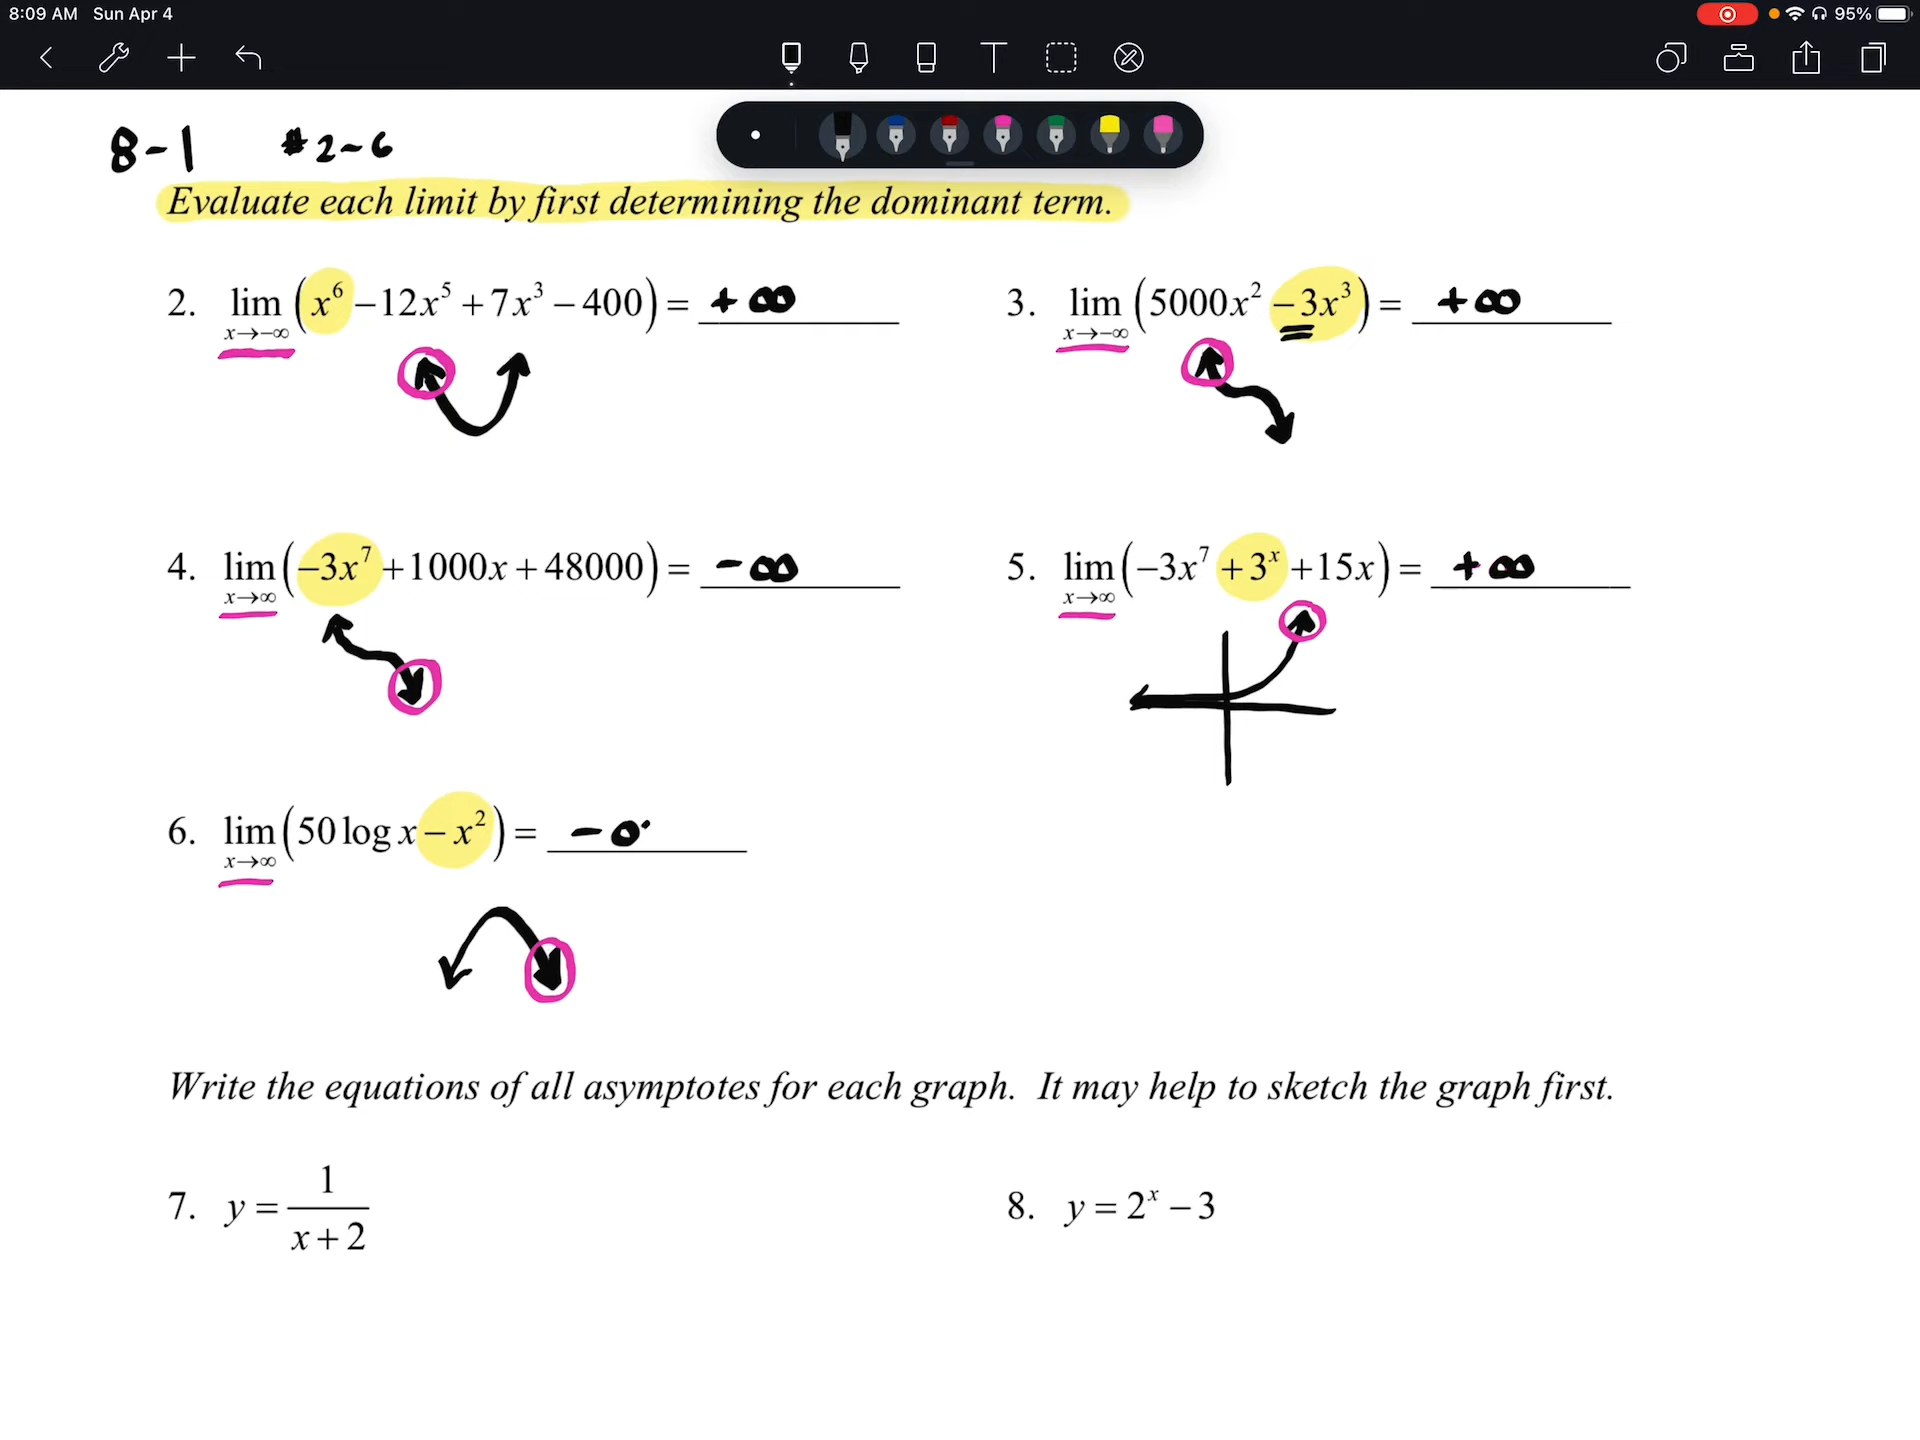 8:09 AM Sun Apr 4
95%
8-1 #2-6
Evaluate each limit by first determining the dominant term.
2. lim x→−∞ (x⁶ − 12x⁵ + 7x³ − 400) = +∞
3. lim x→−∞ (5000x² − 3x³) = +∞
4. lim x→∞ (−3x⁷ + 1000x + 48000) = −∞
5. lim x→∞ (−3x⁷ + 3ˣ + 15x) = +∞
6. lim x→∞ (50 log x − x²) = −
Write the equations of all asymptotes for each graph. It may help to sketch the graph first.
7. y = 1/(x + 2)
8. y = 2ˣ − 3